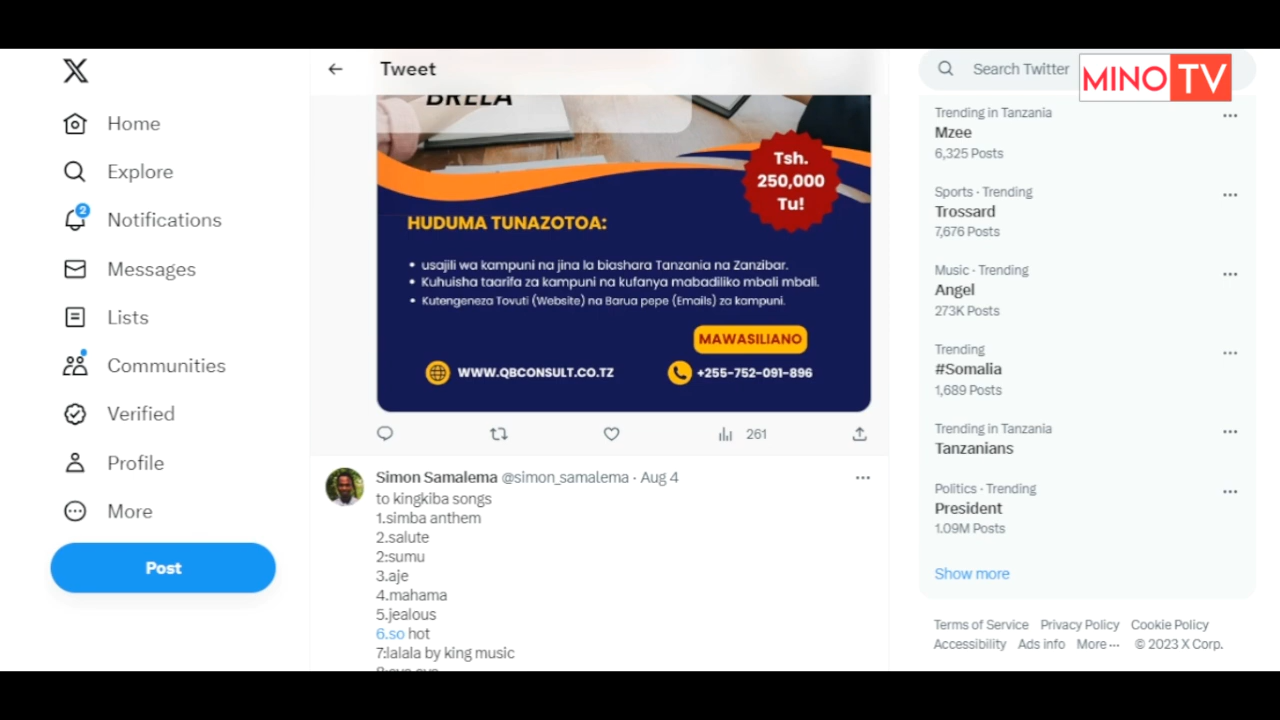 Home
Explore
2
Notifications
Messages
Lists
Communities
Verified
Profile
More
Post
Tweet
BRELA
Tsh.
250,000
Tu!
HUDUMA TUNAZOTOA:
• usajili wa kampuni na jina la biashara Tanzania na Zanzibar.
• Kuhuisha taarifa za kampuni na kufanya mabadiliko mbali mbali.
• Kutengeneza Tovuti (Website) na Barua pepe (Emails) za kampuni.
MAWASILIANO
WWW.QBCONSULT.CO.TZ
+255-752-091-896
261
Simon Samalema @simon_samalema · Aug 4
to kingkiba songs
1.simba anthem
2.salute
2:sumu
3.aje
4.mahama
5.jealous
6.so hot
7:lalala by king music
Search Twitter
MINO TV
Trending in Tanzania
Mzee
6,325 Posts
Sports · Trending
Trossard
7,676 Posts
Music · Trending
Angel
273K Posts
Trending
#Somalia
1,689 Posts
Trending in Tanzania
Tanzanians
Politics · Trending
President
1.09M Posts
Show more
Terms of Service Privacy Policy Cookie Policy
Accessibility Ads info More ··· © 2023 X Corp.